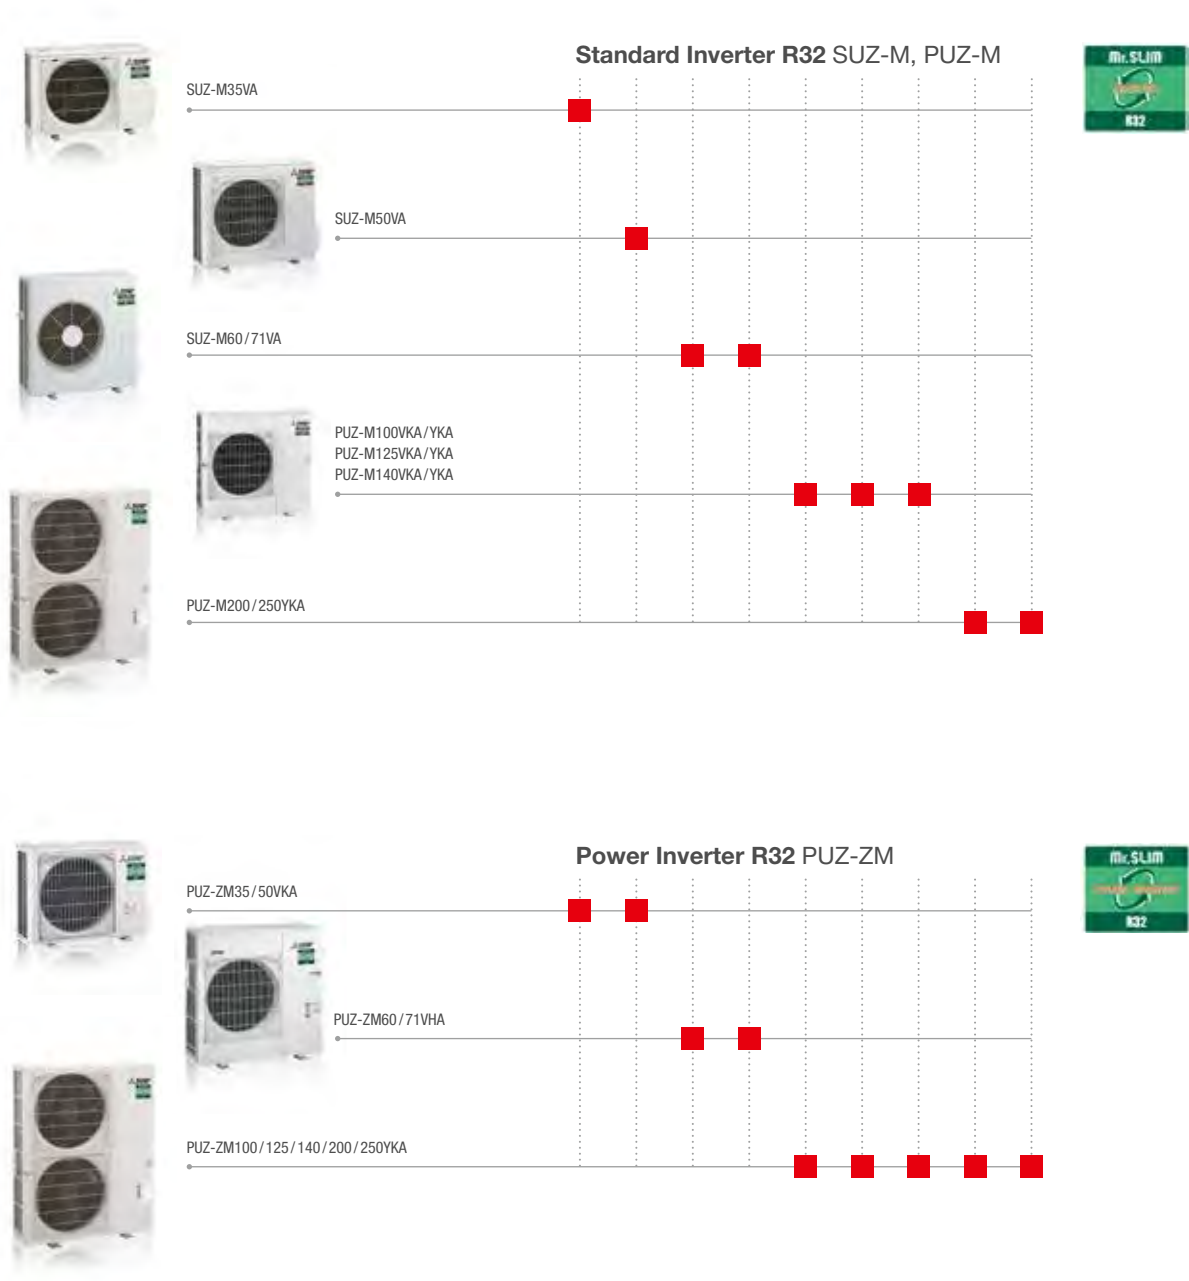 Standard Inverter R32 SUZ-M, PUZ-M
Mr.SLIM
R32
SUZ-M35VA
SUZ-M50VA
SUZ-M60/71VA
PUZ-M100VKA/YKA
PUZ-M125VKA/YKA
PUZ-M140VKA/YKA
PUZ-M200/250YKA
Power Inverter R32 PUZ-ZM
Mr.SLIM
R32
PUZ-ZM35/50VKA
PUZ-ZM60/71VHA
PUZ-ZM100/125/140/200/250YKA